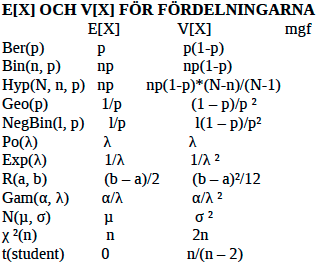 E[X] OCH V[X] FÖR FÖRDELNINGARNA
E[X] V[X] mgf
Ber(p) p p(1-p)
Bin(n, p) np np(1-p)
Hyp(N, n, p) np np(1-p)*(N-n)/(N-1)
Geo(p) 1/p (1 – p)/p ²
NegBin(l, p) l/p l(1 – p)/p²
Po(λ) λ λ
Exp(λ) 1/λ 1/λ ²
R(a, b) (b – a)/2 (b – a)²/12
Gam(α, λ) α/λ α/λ ²
N(µ, σ) µ σ ²
χ ²(n) n 2n
t(student) 0 n/(n – 2)